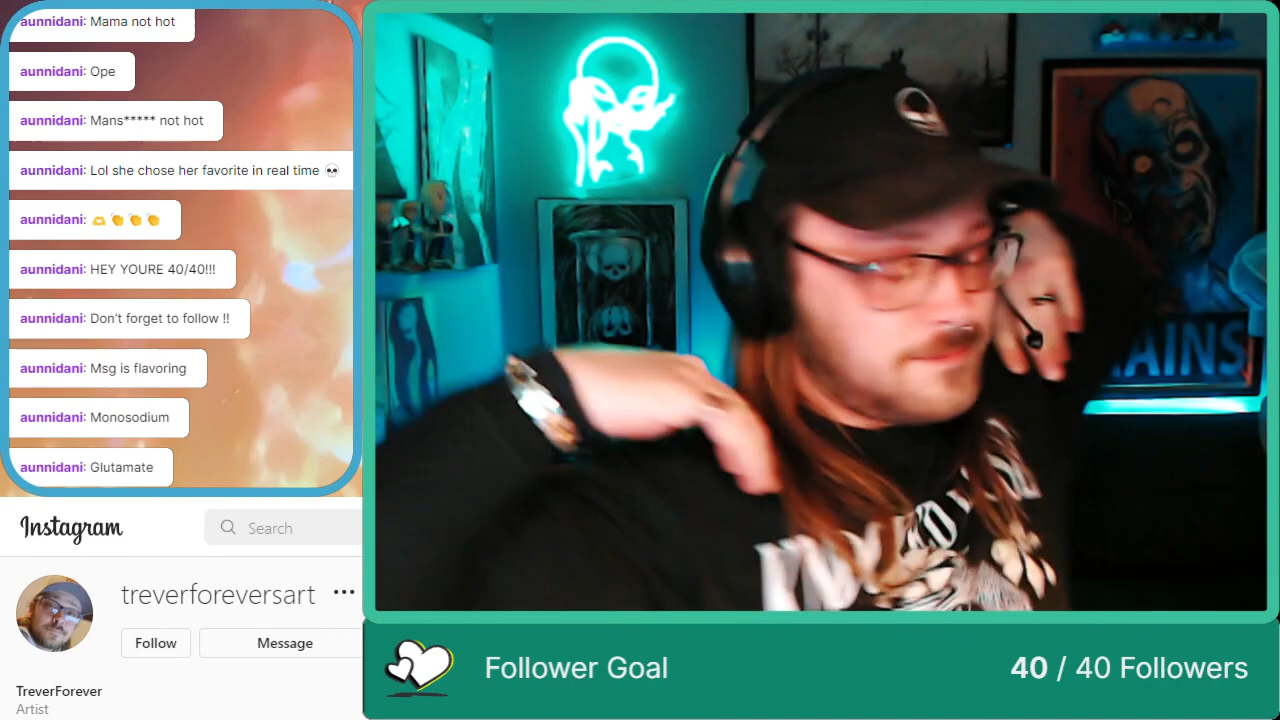 aunnidani: Mama not hot
aunnidani: Ope
aunnidani: Mans***** not hot
aunnidani: Lol she chose her favorite in real time 💀
aunnidani: 🫶 👏 👏 👏
aunnidani: HEY YOURE 40/40!!!
aunnidani: Don't forget to follow !!
aunnidani: Msg is flavoring
aunnidani: Monosodium
aunnidani: Glutamate
Instagram
Search
treverforeversart
Follow
Message
TreverForever
Artist
AINS
Follower Goal
40 / 40 Followers